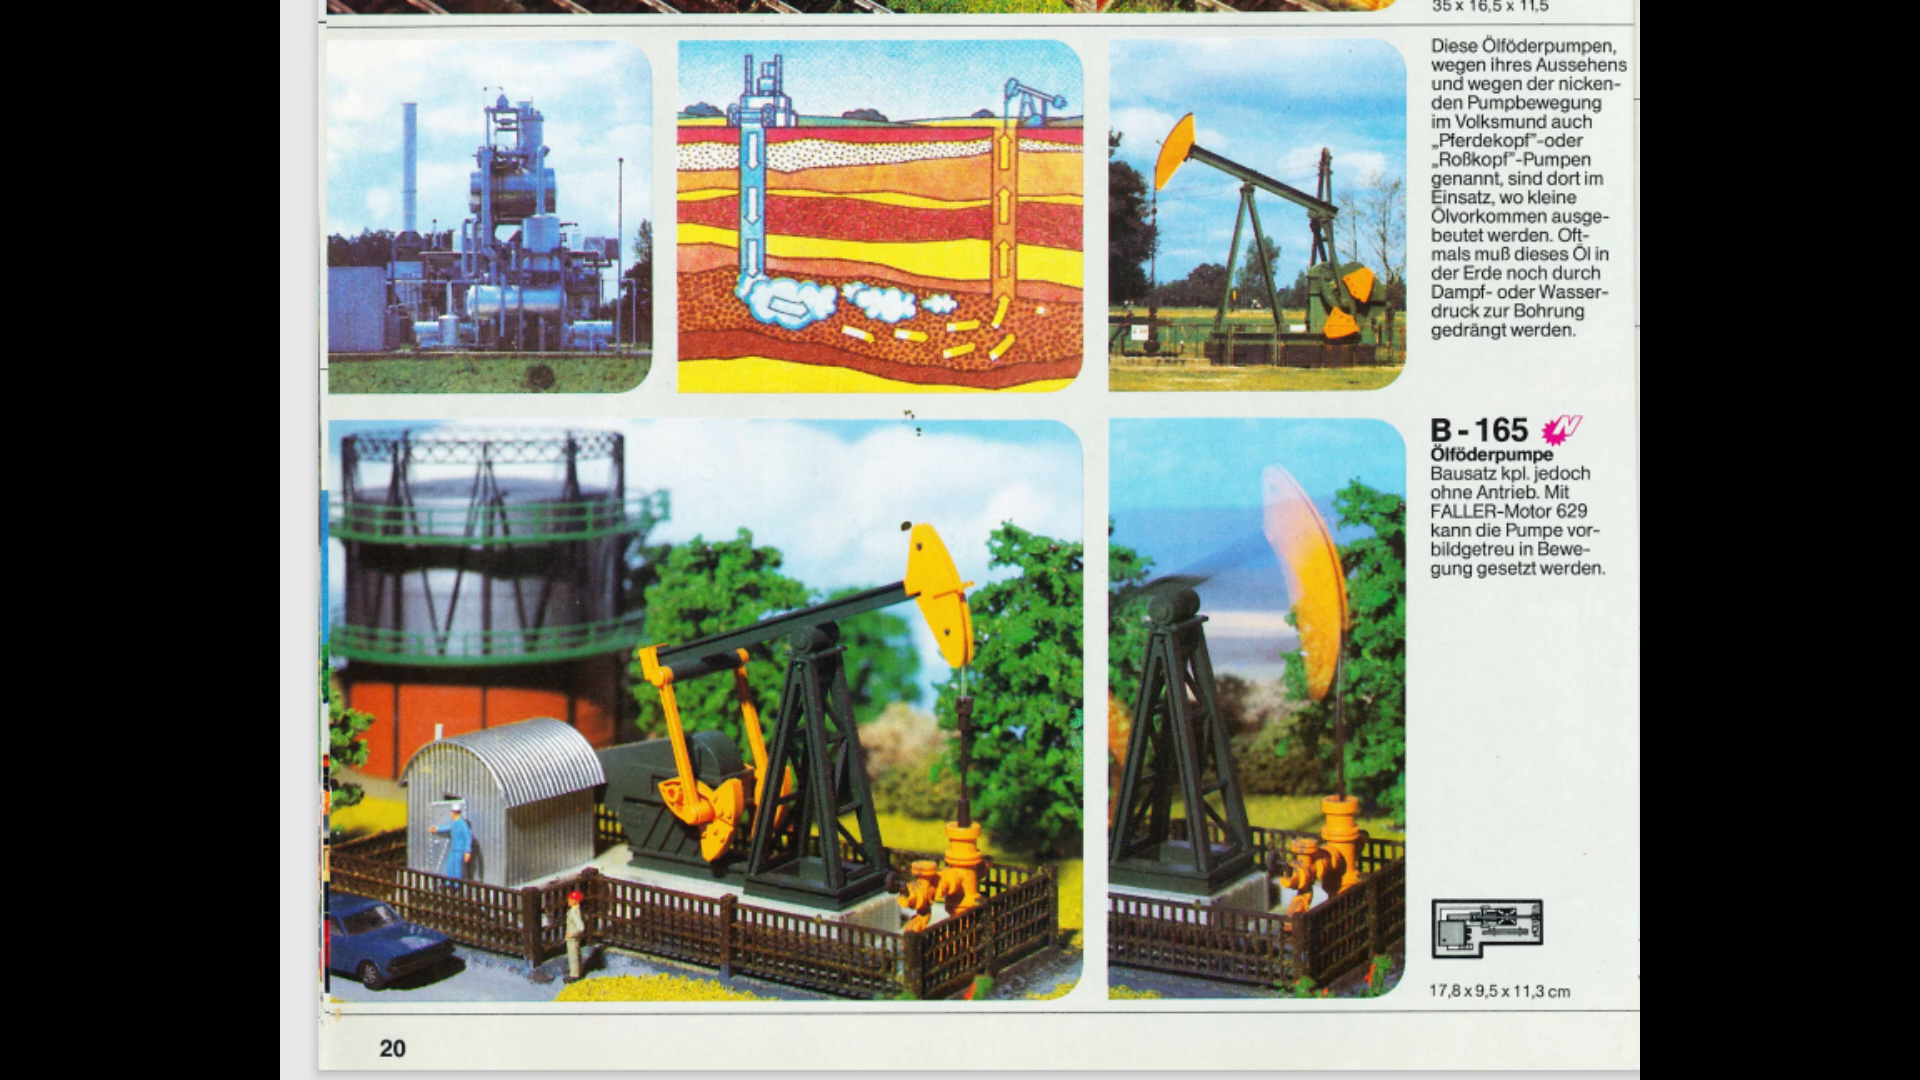 35 x 16,5 x 11,5
Diese Ölföderpumpen,
wegen ihres Aussehens
und wegen der nicken-
den Pumpbewegung
im Volksmund auch
„Pferdekopf”-oder
„Roßkopf”-Pumpen
genannt, sind dort im
Einsatz, wo kleine
Ölvorkommen ausge-
beutet werden. Oft-
mals muß dieses Öl in
der Erde noch durch
Dampf- oder Wasser-
druck zur Bohrung
gedrängt werden.
B-165 N
Ölföderpumpe
Bausatz kpl. jedoch
ohne Antrieb. Mit
FALLER-Motor 629
kann die Pumpe vor-
bildgetreu in Bewe-
gung gesetzt werden.
17,8 x 9,5 x 11,3 cm
20